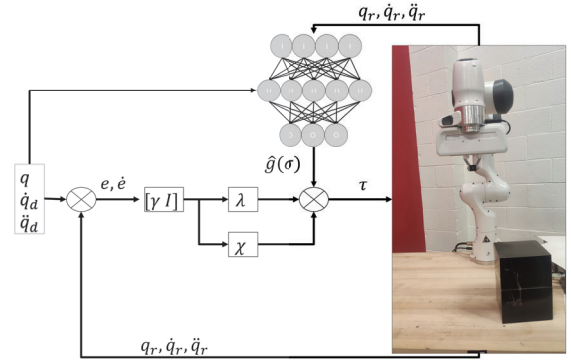 q_r, q̇_r, q̈_r
I I I I
H H H H H
O O O
ĝ(σ)
q
q̇_d
q̈_d
e, ė
[γ I]
λ
τ
χ
q_r, q̇_r, q̈_r